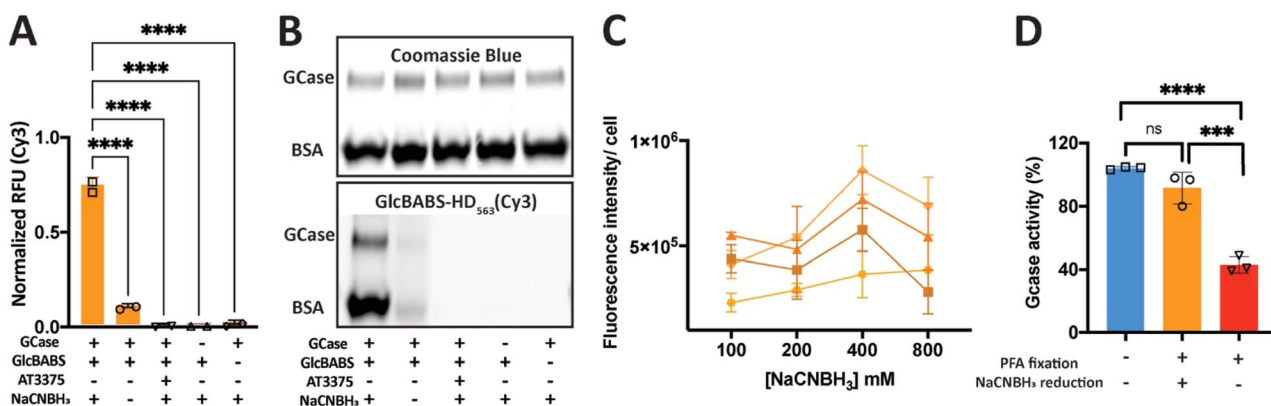 A
****
****
****
****
Normalized RFU (Cy3)
1.0
0.5
0.0
GCase + + + - +
GlcBABS + + + + -
AT3375 - - + - -
NaCNBH₃ + - + + +
B
Coomassie Blue
GCase
BSA
GlcBABS-HD₅₆₃(Cy3)
GCase
BSA
GCase + + + - +
GlcBABS + + + + -
AT3375 - - + - -
NaCNBH₃ + - + + +
C
Fluorescence intensity/ cell
1×10⁶
5×10⁵
100 200 400 800
[NaCNBH₃] mM
D
****
ns ***
Gcase activity (%)
120
80
40
0
PFA fixation - + +
NaCNBH₃ reduction - + -